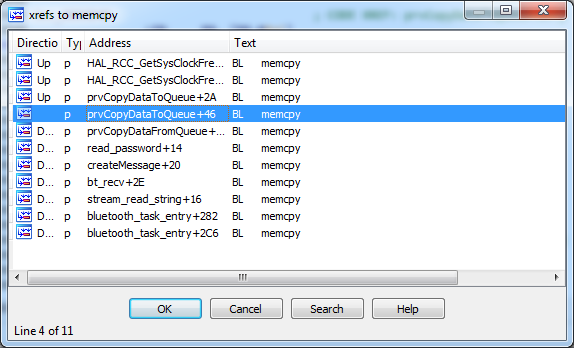 xrefs to memcpy
Directio Ty Address Text
Up p HAL_RCC_GetSysClockFre... BL memcpy
Up p HAL_RCC_GetSysClockFre... BL memcpy
Up p prvCopyDataToQueue+2A BL memcpy
p prvCopyDataToQueue+46 BL memcpy
D... p prvCopyDataFromQueue+... BL memcpy
D... p read_password+14 BL memcpy
D... p createMessage+20 BL memcpy
D... p bt_recv+2E BL memcpy
D... p stream_read_string+16 BL memcpy
D... p bluetooth_task_entry+282 BL memcpy
D... p bluetooth_task_entry+2C6 BL memcpy
OK Cancel Search Help
Line 4 of 11